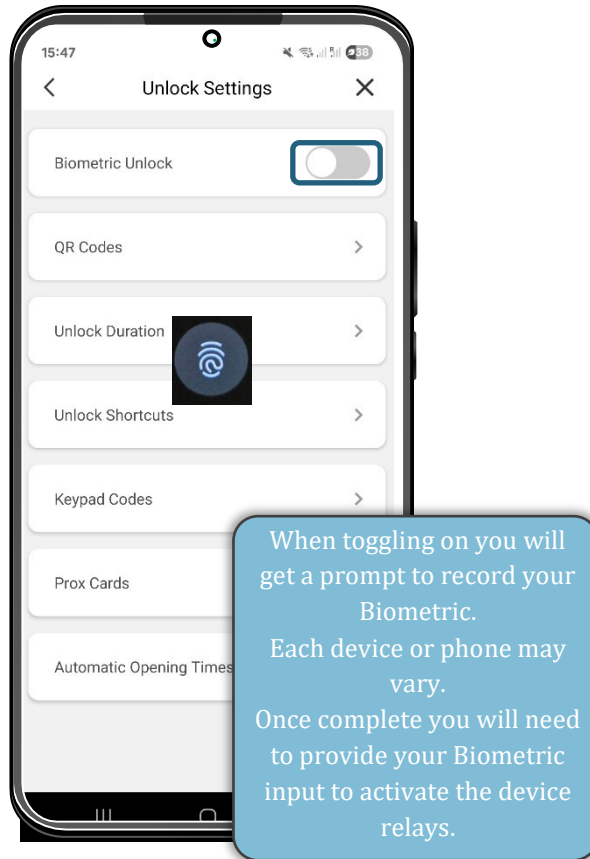 15:47
38
Unlock Settings
Biometric Unlock
QR Codes
Unlock Duration
Unlock Shortcuts
Keypad Codes
Prox Cards
Automatic Opening Times
When toggling on you will
get a prompt to record your
Biometric.
Each device or phone may
vary.
Once complete you will need
to provide your Biometric
input to activate the device
relays.